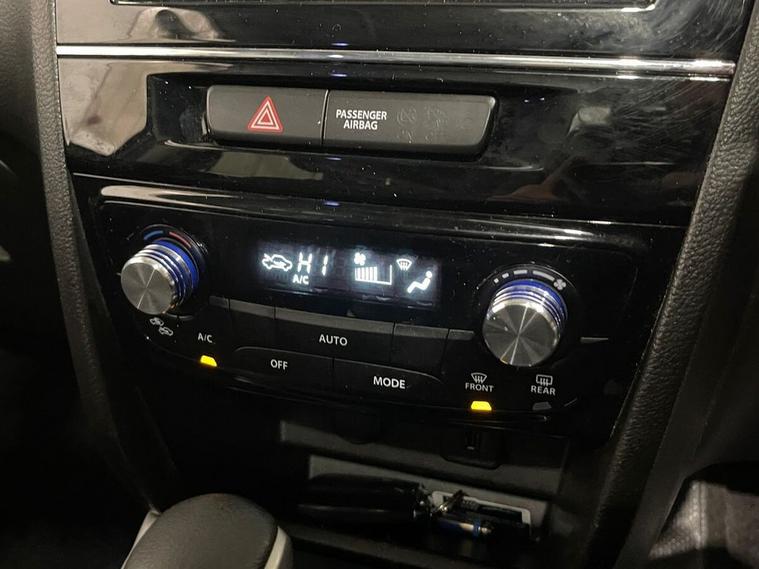 PASSENGER
AIRBAG
HI
A/C
A/C
AUTO
OFF
MODE
FRONT
REAR